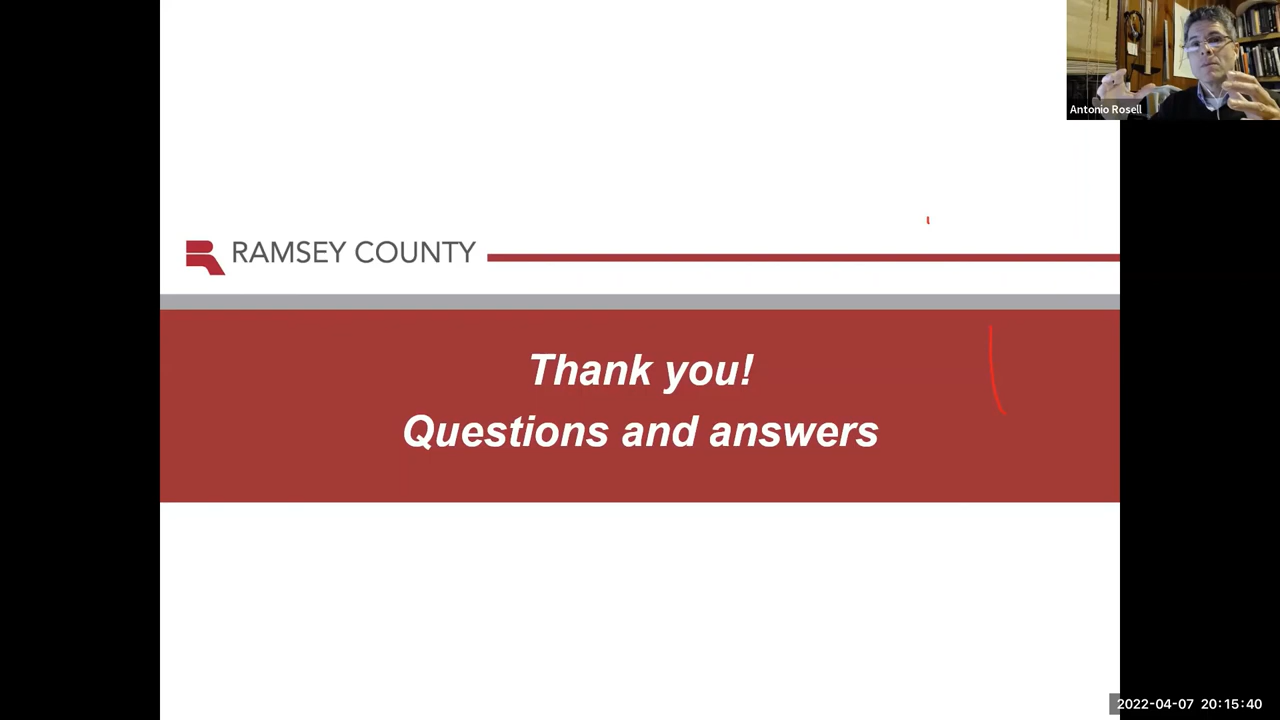 Antonio Rosell
RAMSEY COUNTY
Thank you!
Questions and answers
2022-04-07 20:15:40